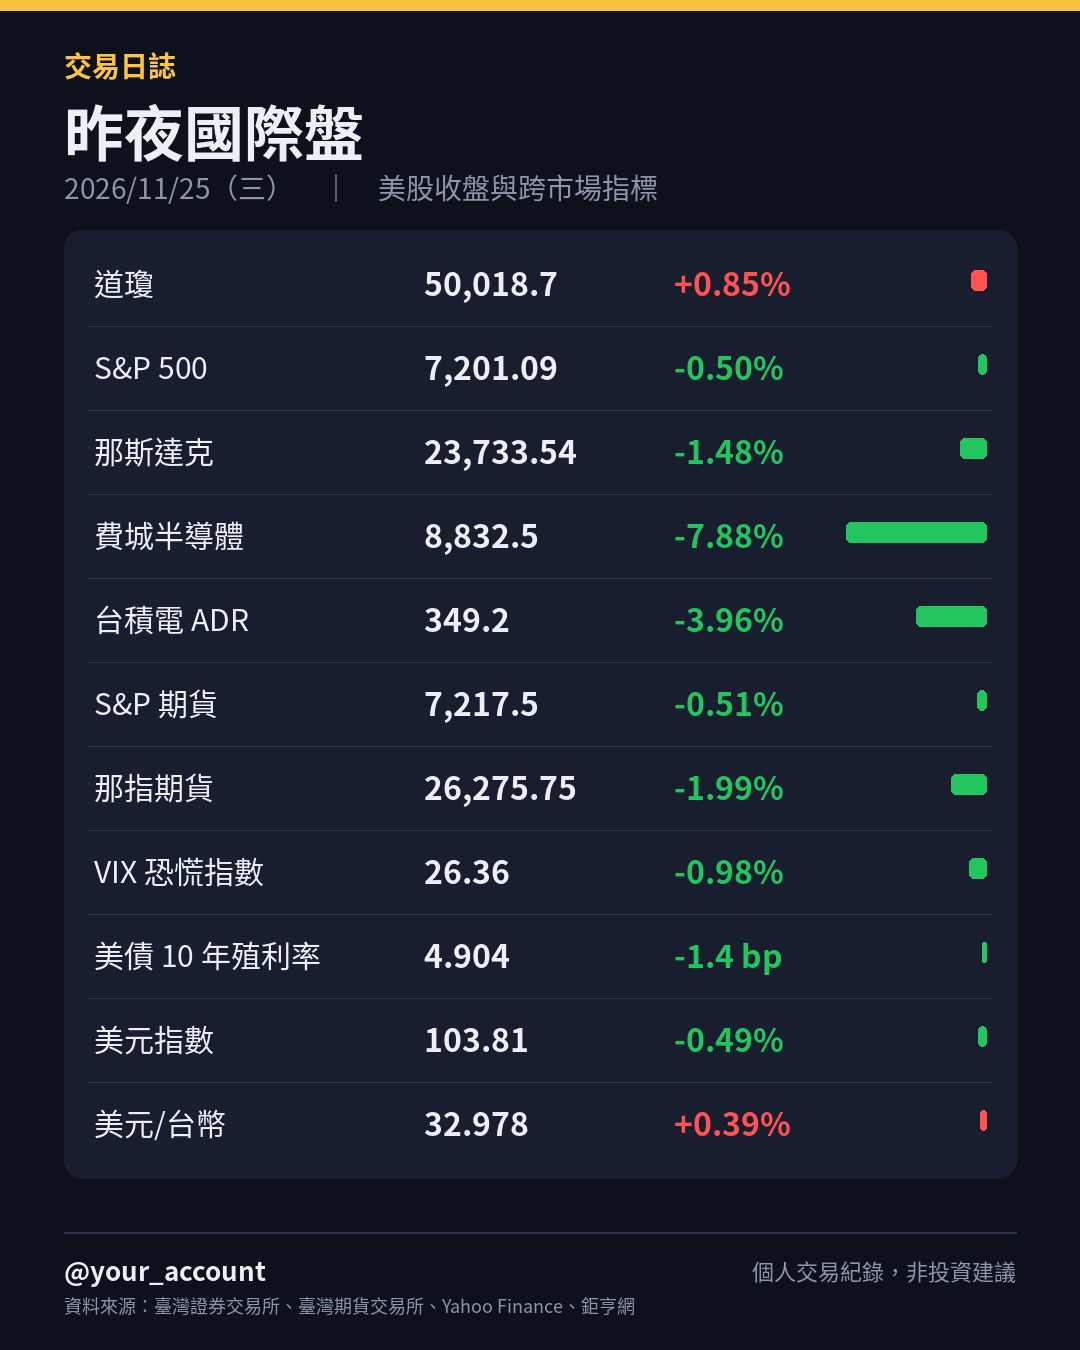 交易日誌
昨夜國際盤
2026/11/25（三） ｜ 美股收盤與跨市場指標
道瓊 50,018.7 +0.85%
S&P 500 7,201.09 -0.50%
那斯達克 23,733.54 -1.48%
費城半導體 8,832.5 -7.88%
台積電 ADR 349.2 -3.96%
S&P 期貨 7,217.5 -0.51%
那指期貨 26,275.75 -1.99%
VIX 恐慌指數 26.36 -0.98%
美債 10 年殖利率 4.904 -1.4 bp
美元指數 103.81 -0.49%
美元/台幣 32.978 +0.39%
@your_account 個人交易紀錄，非投資建議
資料來源：臺灣證券交易所、臺灣期貨交易所、Yahoo Finance、鉅亨網